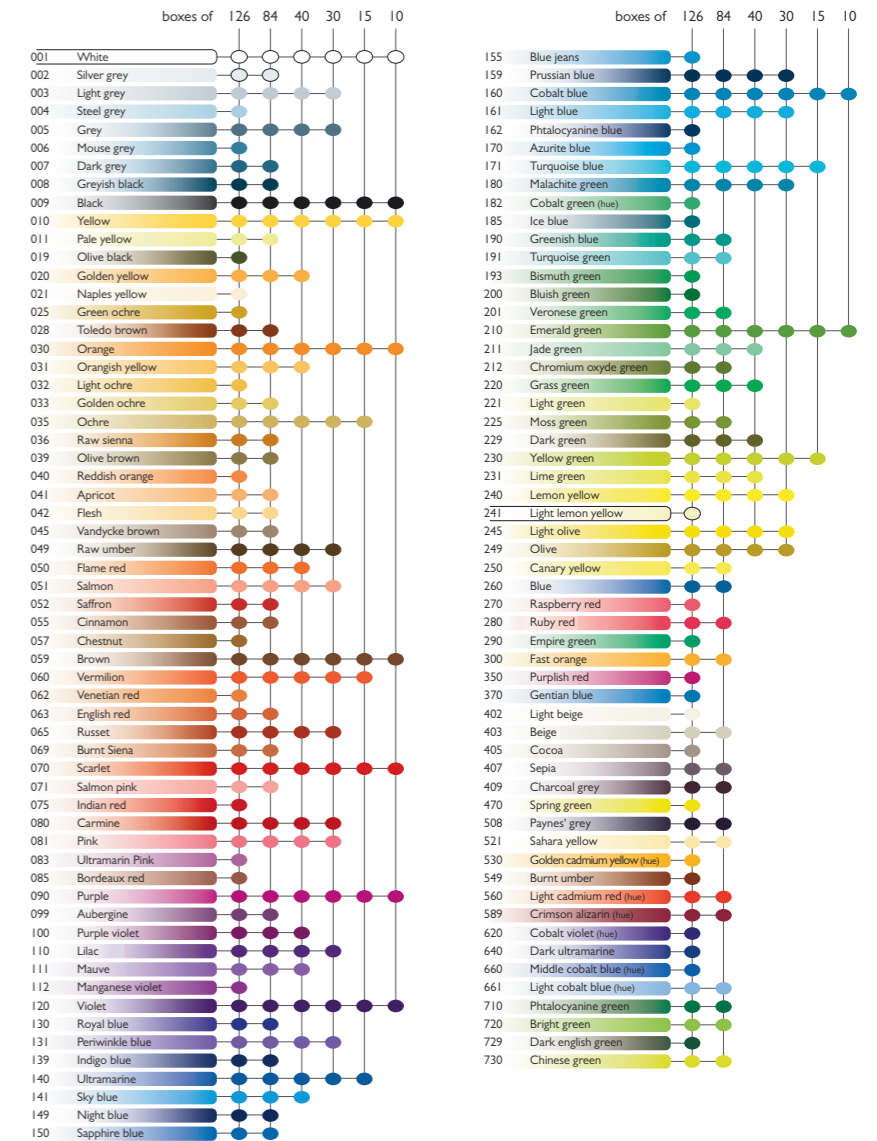 boxes of 126 84 40 30 15 10
001 White
002 Silver grey
003 Light grey
004 Steel grey
005 Grey
006 Mouse grey
007 Dark grey
008 Greyish black
009 Black
010 Yellow
011 Pale yellow
019 Olive black
020 Golden yellow
021 Naples yellow
025 Green ochre
028 Toledo brown
030 Orange
031 Orangish yellow
032 Light ochre
033 Golden ochre
035 Ochre
036 Raw sienna
039 Olive brown
040 Reddish orange
041 Apricot
042 Flesh
045 Vandycke brown
049 Raw umber
050 Flame red
051 Salmon
052 Saffron
055 Cinnamon
057 Chestnut
059 Brown
060 Vermilion
062 Venetian red
063 English red
065 Russet
069 Burnt Siena
070 Scarlet
071 Salmon pink
075 Indian red
080 Carmine
081 Pink
083 Ultramarin Pink
085 Bordeaux red
090 Purple
099 Aubergine
100 Purple violet
110 Lilac
111 Mauve
112 Manganese violet
120 Violet
130 Royal blue
131 Periwinkle blue
139 Indigo blue
140 Ultramarine
141 Sky blue
149 Night blue
150 Sapphire blue
boxes of 126 84 40 30 15 10
155 Blue jeans
159 Prussian blue
160 Cobalt blue
161 Light blue
162 Phtalocyanine blue
170 Azurite blue
171 Turquoise blue
180 Malachite green
182 Cobalt green (hue)
185 Ice blue
190 Greenish blue
191 Turquoise green
193 Bismuth green
200 Bluish green
201 Veronese green
210 Emerald green
211 Jade green
212 Chromium oxyde green
220 Grass green
221 Light green
225 Moss green
229 Dark green
230 Yellow green
231 Lime green
240 Lemon yellow
241 Light lemon yellow
245 Light olive
249 Olive
250 Canary yellow
260 Blue
270 Raspberry red
280 Ruby red
290 Empire green
300 Fast orange
350 Purplish red
370 Gentian blue
402 Light beige
403 Beige
405 Cocoa
407 Sepia
409 Charcoal grey
470 Spring green
508 Paynes' grey
521 Sahara yellow
530 Golden cadmium yellow (hue)
549 Burnt umber
560 Light cadmium red (hue)
589 Crimson alizarin (hue)
620 Cobalt violet (hue)
640 Dark ultramarine
660 Middle cobalt blue (hue)
661 Light cobalt blue (hue)
710 Phtalocyanine green
720 Bright green
729 Dark english green
730 Chinese green